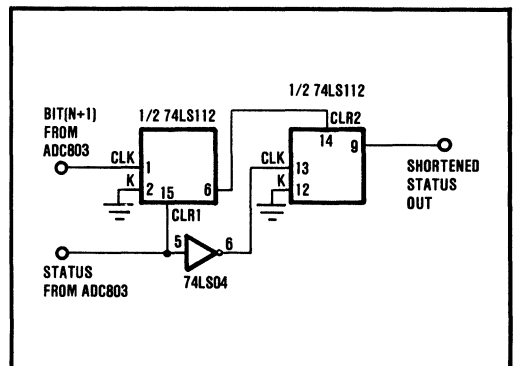 1/2 74LS112
BIT(N+1)
FROM
ADC803
1/2 74LS112
CLR2
14
9
CLK
1
K
2
15
6
CLR1
CLK
13
K
12
SHORTENED
STATUS
OUT
5
6
74LS04
STATUS
FROM ADC803